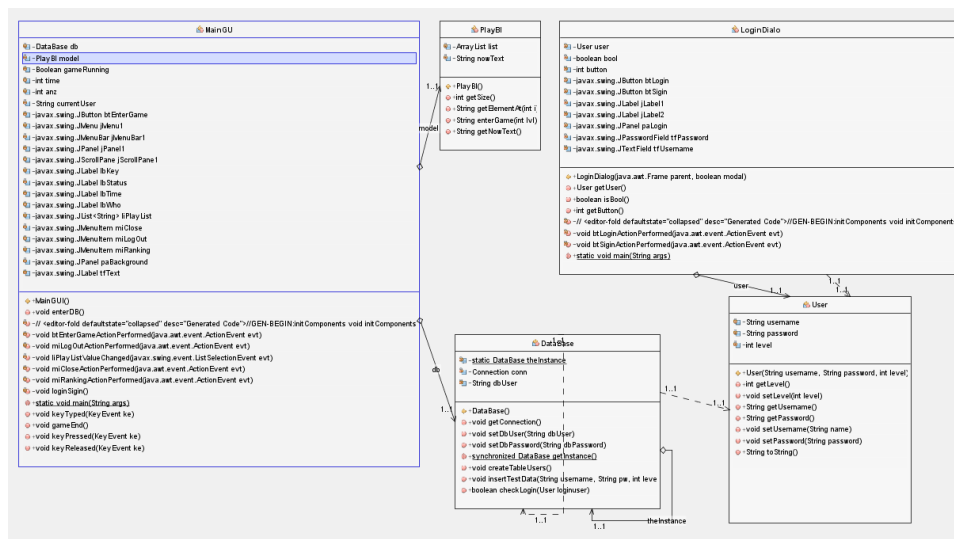 MainGU
-DataBase db
-PlayBl model
-Boolean gameRunning
-int time
-int anz
-String currentUser
-javax.swing.JButton btEnterGame
-javax.swing.JMenu jMenu1
-javax.swing.JMenuBar jMenuBar1
-javax.swing.JPanel jPanel1
-javax.swing.JScrollPane jScrollPane1
-javax.swing.JLabel lbKey
-javax.swing.JLabel lbStatus
-javax.swing.JLabel lbTime
-javax.swing.JLabel lbWho
-javax.swing.JList<String> liPlayList
-javax.swing.JMenuItem miClose
-javax.swing.JMenuItem miLogOut
-javax.swing.JMenuItem miRanking
-javax.swing.JPanel paBackground
-javax.swing.JLabel tfText
+MainGUI()
+void enterDB()
-// <editor-fold defaultstate="collapsed" desc="Generated Code">//GEN-BEGIN:initComponents void initComponents
-void btEnterGameActionPerformed(java.awt.event.ActionEvent evt)
-void miLogOutActionPerformed(java.awt.event.ActionEvent evt)
-void liPlayListValueChanged(javax.swing.event.ListSelectionEvent evt)
-void miCloseActionPerformed(java.awt.event.ActionEvent evt)
-void miRankingActionPerformed(java.awt.event.ActionEvent evt)
-void loginSigin()
+static void main(String args)
+void keyTyped(KeyEvent ke)
+void gameEnd()
+void keyPressed(KeyEvent ke)
+void keyReleased(KeyEvent ke)
1..1
model
PlayBl
-ArrayList list
-String nowText
+PlayBl()
+int getSize()
+String getElementAt(int i)
+String enterGame(int lvl)
+String getNowText()
LoginDialo
-User user
-boolean bool
-int button
-javax.swing.JButton btLogin
-javax.swing.JButton btSigin
-javax.swing.JLabel jLabel1
-javax.swing.JLabel jLabel2
-javax.swing.JPanel paLogin
-javax.swing.JPasswordField tfPassword
-javax.swing.JTextField tfUsername
+LoginDialog(java.awt.Frame parent, boolean modal)
+User getUser()
+boolean isBool()
+int getButton()
-// <editor-fold defaultstate="collapsed" desc="Generated Code">//GEN-BEGIN:initComponents void initComponent
-void btLoginActionPerformed(java.awt.event.ActionEvent evt)
-void btSiginActionPerformed(java.awt.event.ActionEvent evt)
+static void main(String args)
user
1..1
1..1
1..1
User
-String username
-String password
-int level
+User(String username, String password, int level)
+int getLevel()
+void setLevel(int level)
+String getUsername()
+String getPassword()
+void setUsername(String name)
+void setPassword(String password)
+String toString()
db
1..1
DataBase
1..1
-static DataBase theInstance
-Connection conn
-String dbUser
+DataBase()
+void getConnection()
+void setDbUser(String dbUser)
+void setDbPassword(String dbPassword)
+synchronized DataBase getInstance()
+void createTableUsers()
+void insertTestData(String username, String pw, int leve
+boolean checkLogin(User loginuser)
1..1
1..1
1..1
1..1
theInstance